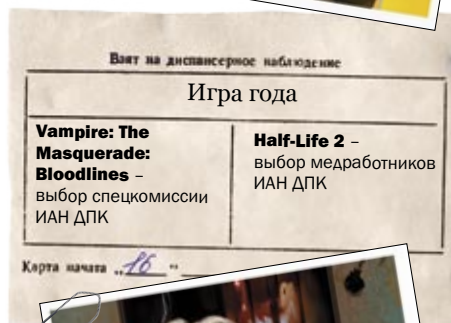 Взят на диспансерное наблюдение
Игра года
Vampire: The
Masquerade:
Bloodlines –
выбор спецкомиссии
ИАН ДПК
Half-Life 2 –
выбор медработников
ИАН ДПК
Карта начата „16“